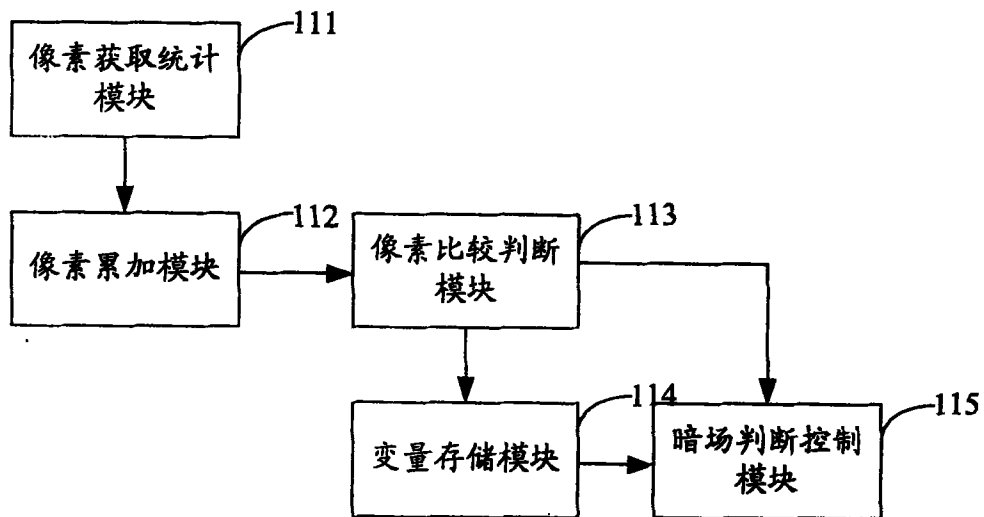 111
像素获取统计
模块
112
像素累加模块
113
像素比较判断
模块
114
变量存储模块
115
暗场判断控制
模块